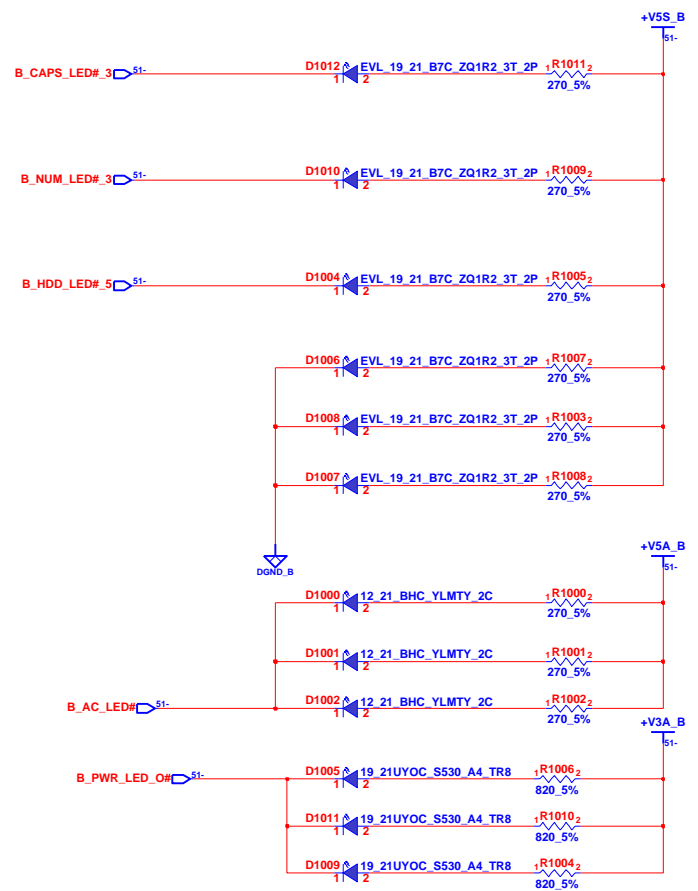 +V5S_B
51-
B_CAPS_LED#_3 51- D1012 EVL_19_21_B7C_ZQ1R2_3T_2P 1 R1011 2
1 2 270_5%
B_NUM_LED#_3 51- D1010 EVL_19_21_B7C_ZQ1R2_3T_2P 1 R1009 2
1 2 270_5%
B_HDD_LED#_5 51- D1004 EVL_19_21_B7C_ZQ1R2_3T_2P 1 R1005 2
1 2 270_5%
D1006 EVL_19_21_B7C_ZQ1R2_3T_2P 1 R1007 2
1 2 270_5%
D1008 EVL_19_21_B7C_ZQ1R2_3T_2P 1 R1003 2
1 2 270_5%
D1007 EVL_19_21_B7C_ZQ1R2_3T_2P 1 R1008 2
1 2 270_5%
DGND_B
+V5A_B
51-
D1000 12_21_BHC_YLMTY_2C 1 R1000 2
1 2 270_5%
D1001 12_21_BHC_YLMTY_2C 1 R1001 2
1 2 270_5%
B_AC_LED# 51- D1002 12_21_BHC_YLMTY_2C 1 R1002 2
1 2 270_5%
+V3A_B
51-
B_PWR_LED_O# 51- D1005 19_21UYOC_S530_A4_TR8 1 R1006 2
1 2 820_5%
D1011 19_21UYOC_S530_A4_TR8 1 R1010 2
1 2 820_5%
D1009 19_21UYOC_S530_A4_TR8 1 R1004 2
1 2 820_5%